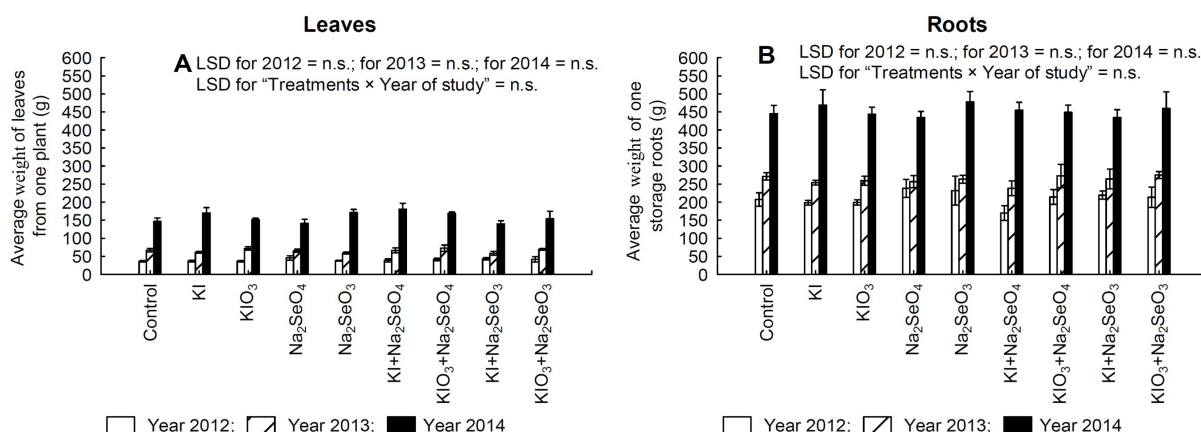 Leaves
A LSD for 2012 = n.s.; for 2013 = n.s.; for 2014 = n.s.
LSD for “Treatments × Year of study” = n.s.
Average weight of leaves
from one plant (g)
600
550
500
450
400
350
300
250
200
150
100
50
0
Control
KI
KIO₃
Na₂SeO₄
Na₂SeO₃
KI+Na₂SeO₄
KIO₃+Na₂SeO₄
KI+Na₂SeO₃
KIO₃+Na₂SeO₃
Year 2012; Year 2013; Year 2014
Roots
B LSD for 2012 = n.s.; for 2013 = n.s.; for 2014 = n.s.
LSD for “Treatments × Year of study” = n.s.
Average weight of one
storage roots (g)
600
550
500
450
400
350
300
250
200
150
100
50
0
Control
KI
KIO₃
Na₂SeO₄
Na₂SeO₃
KI+Na₂SeO₄
KIO₃+Na₂SeO₄
KI+Na₂SeO₃
KIO₃+Na₂SeO₃
Year 2012; Year 2013; Year 2014